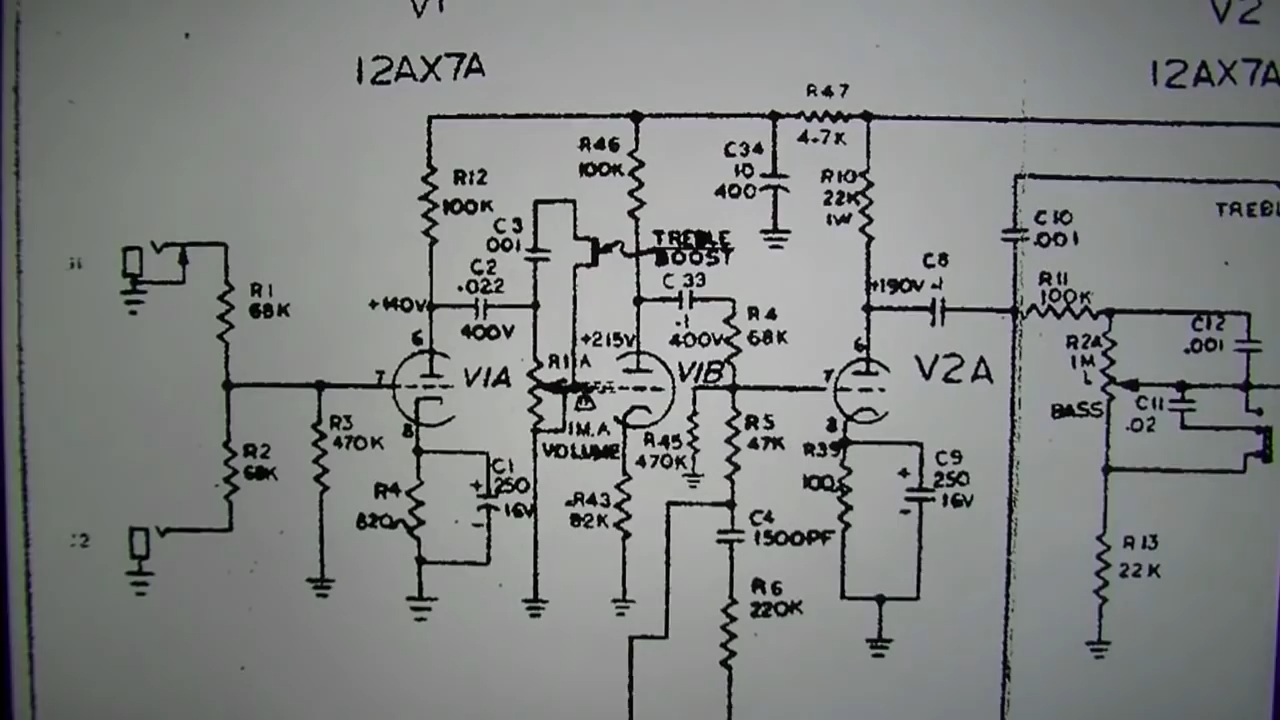 V1
V2
12AX7A
12AX7A
R47
4.7K
R46
100K
C34
10
400
R12
100K
R10
22K
1W
C3
.001
TREBLE
BOOST
C10
.001
TREBL
C2
.022
400V
C33
.1
400V
C8
.1
+140V
+190V
+215V
R11
100K
R1
68K
R4
68K
R2A
1M
L
BASS
C12
.001
6
7
8
V1A
R1A
V1B
6
7
8
V2A
C11
.02
1M.A
VOLUME
R3
470K
R2
68K
R45
470K
R5
47K
R39
100
C9
250
16V
+
-
R4
820
C1
250
16V
+
-
R43
82K
C4
1500PF
R13
22K
R6
220K